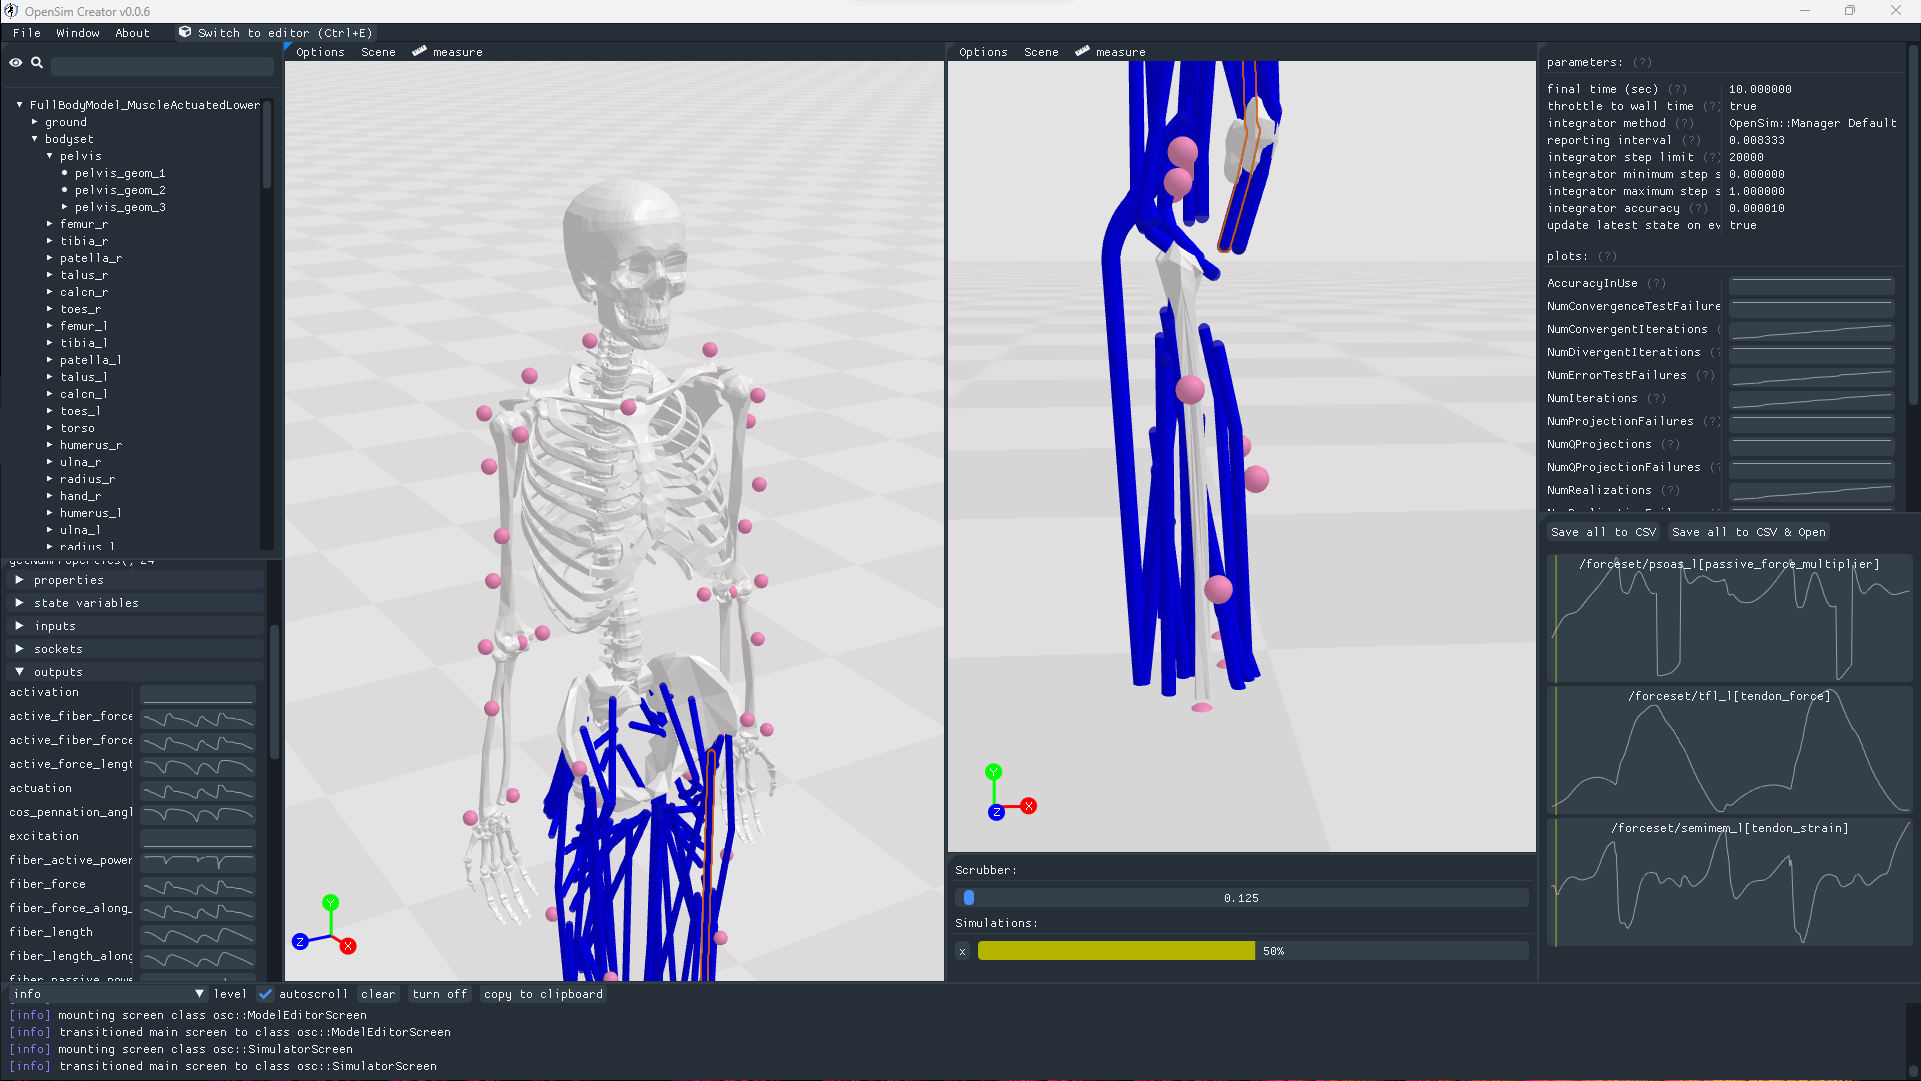 OpenSim Creator v0.0.6
File Window About Switch to editor (Ctrl+E)
FullBodyModel_MuscleActuatedLower
ground
bodyset
pelvis
pelvis_geom_1
pelvis_geom_2
pelvis_geom_3
femur_r
tibia_r
patella_r
talus_r
calcn_r
toes_r
femur_l
tibia_l
patella_l
talus_l
calcn_l
toes_l
torso
humerus_r
ulna_r
radius_r
hand_r
humerus_l
ulna_l
radius_l
properties
state variables
inputs
sockets
outputs
activation
active_fiber_force
active_fiber_force
active_force_lengt
actuation
cos_pennation_angl
excitation
fiber_active_power
fiber_force
fiber_force_along_
fiber_length
fiber_length_along
Options Scene measure
Y
Z
X
Options Scene measure
Y
Z
X
Scrubber:
0.125
Simulations:
x 50%
parameters: (?)
final time (sec) (?) 10.000000
throttle to wall time (?) true
integrator method (?) OpenSim::Manager Default
reporting interval (?) 0.008333
integrator step limit (?) 20000
integrator minimum step s 0.000000
integrator maximum step s 1.000000
integrator accuracy (?) 0.000010
update latest state on ev true
plots: (?)
AccuracyInUse (?)
NumConvergenceTestFailure
NumConvergentIterations (
NumDivergentIterations (?
NumErrorTestFailures (?)
NumIterations (?)
NumProjectionFailures (?)
NumQProjections (?)
NumQProjectionFailures (?
NumRealizations (?)
Save all to CSV Save all to CSV & Open
/forceset/psoas_l[passive_force_multiplier]
/forceset/tfl_l[tendon_force]
/forceset/semimem_l[tendon_strain]
info level autoscroll clear turn off copy to clipboard
[info] mounting screen class osc::ModelEditorScreen
[info] transitioned main screen to class osc::ModelEditorScreen
[info] mounting screen class osc::SimulatorScreen
[info] transitioned main screen to class osc::SimulatorScreen